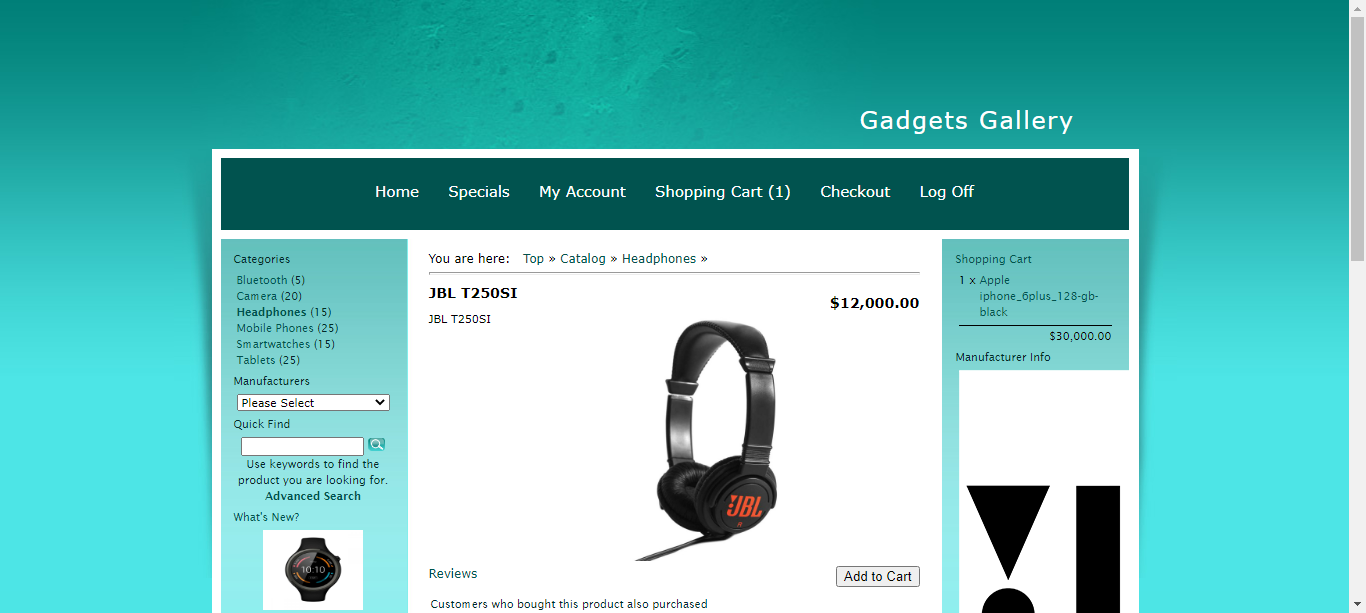 Gadgets Gallery
Home Specials My Account Shopping Cart (1) Checkout Log Off
Categories
Bluetooth (5)
Camera (20)
Headphones (15)
Mobile Phones (25)
Smartwatches (15)
Tablets (25)
Manufacturers
Please Select
Quick Find
Use keywords to find the
product you are looking for.
Advanced Search
What's New?
10:10
You are here: Top » Catalog » Headphones »
JBL T250SI
$12,000.00
JBL T250SI
JBL
Reviews
Add to Cart
Customers who bought this product also purchased
Shopping Cart
1 x Apple
iphone_6plus_128-gb-
black
$30,000.00
Manufacturer Info